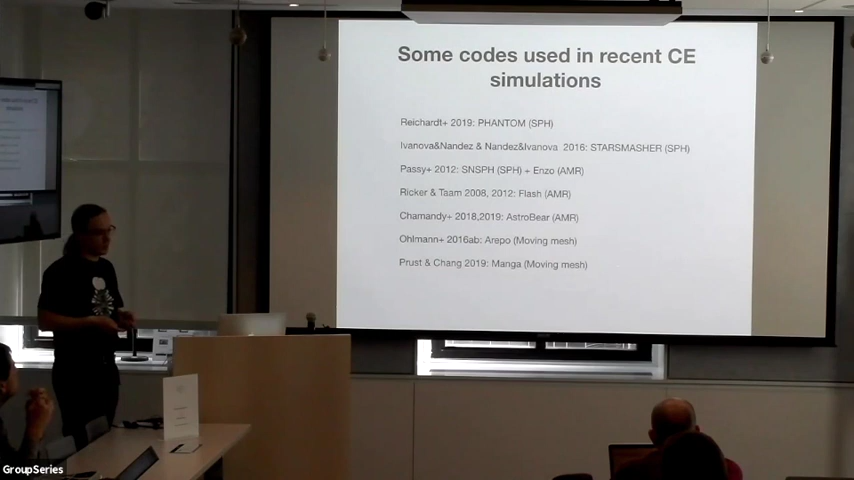 Some codes used in recent CE
simulations
Reichardt+ 2019: PHANTOM (SPH)
Ivanova&Nandez & Nandez&Ivanova 2016: STARSMASHER (SPH)
Passy+ 2012: SNSPH (SPH) + Enzo (AMR)
Ricker & Taam 2008, 2012: Flash (AMR)
Chamandy+ 2018,2019: AstroBear (AMR)
Ohlmann+ 2016ab: Arepo (Moving mesh)
Prust & Chang 2019: Manga (Moving mesh)
GroupSeries